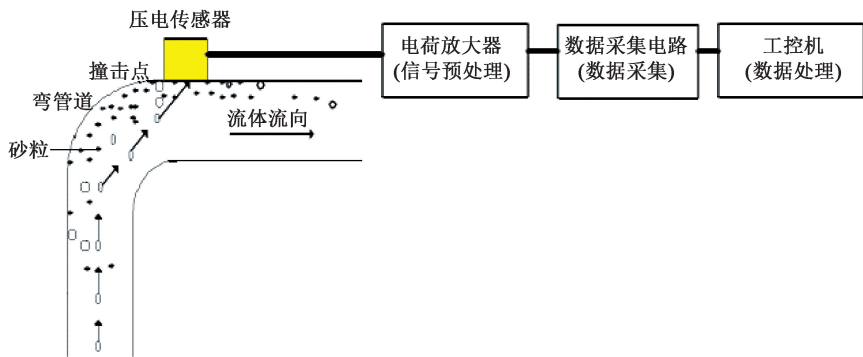 压电传感器
撞击点
弯管道
砂粒
流体流向
电荷放大器
(信号预处理)
数据采集电路
(数据采集)
工控机
(数据处理)